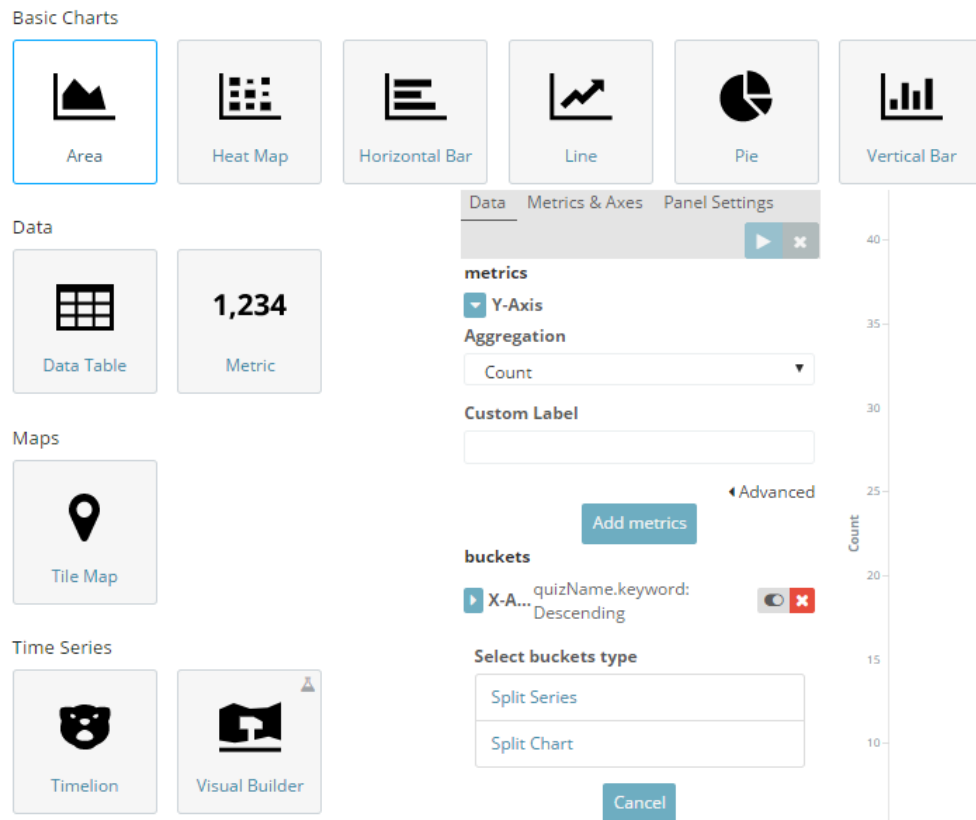 Basic Charts
Area
Heat Map
Horizontal Bar
Line
Pie
Vertical Bar
Data
1,234
Data Table
Metric
Maps
Tile Map
Time Series
Timelion
Visual Builder
Data Metrics & Axes Panel Settings
metrics
Y-Axis
Aggregation
Count
Custom Label
Advanced
Add metrics
buckets
X-A... quizName.keyword:
Descending
Select buckets type
Split Series
Split Chart
Cancel
40
35
30
25
20
15
10
Count